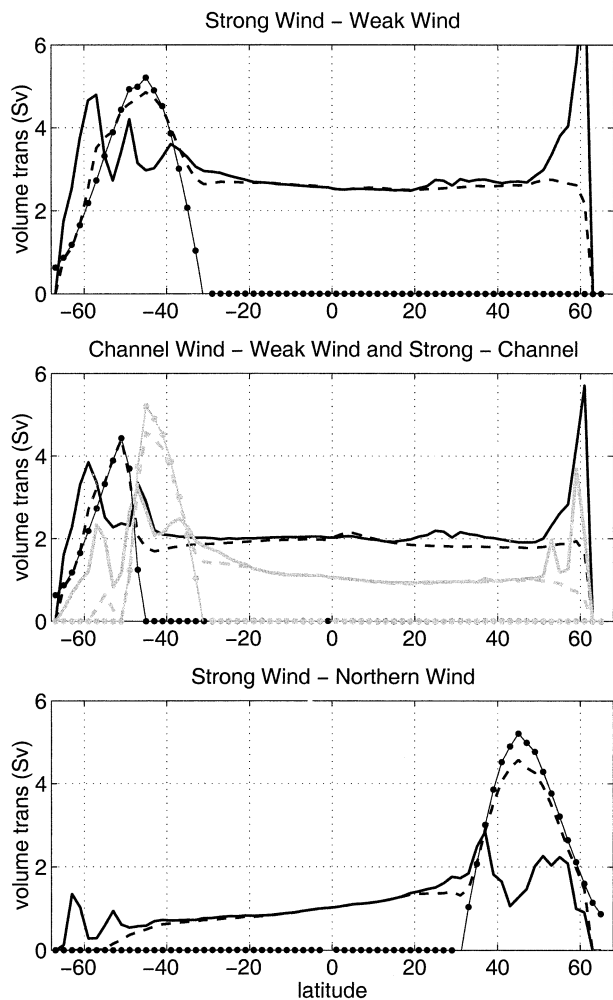 Strong Wind − Weak Wind
volume trans (Sv)
6
4
2
0
−60 −40 −20 0 20 40 60
Channel Wind − Weak Wind and Strong − Channel
volume trans (Sv)
6
4
2
0
−60 −40 −20 0 20 40 60
Strong Wind − Northern Wind
volume trans (Sv)
6
4
2
0
−60 −40 −20 0 20 40 60
latitude